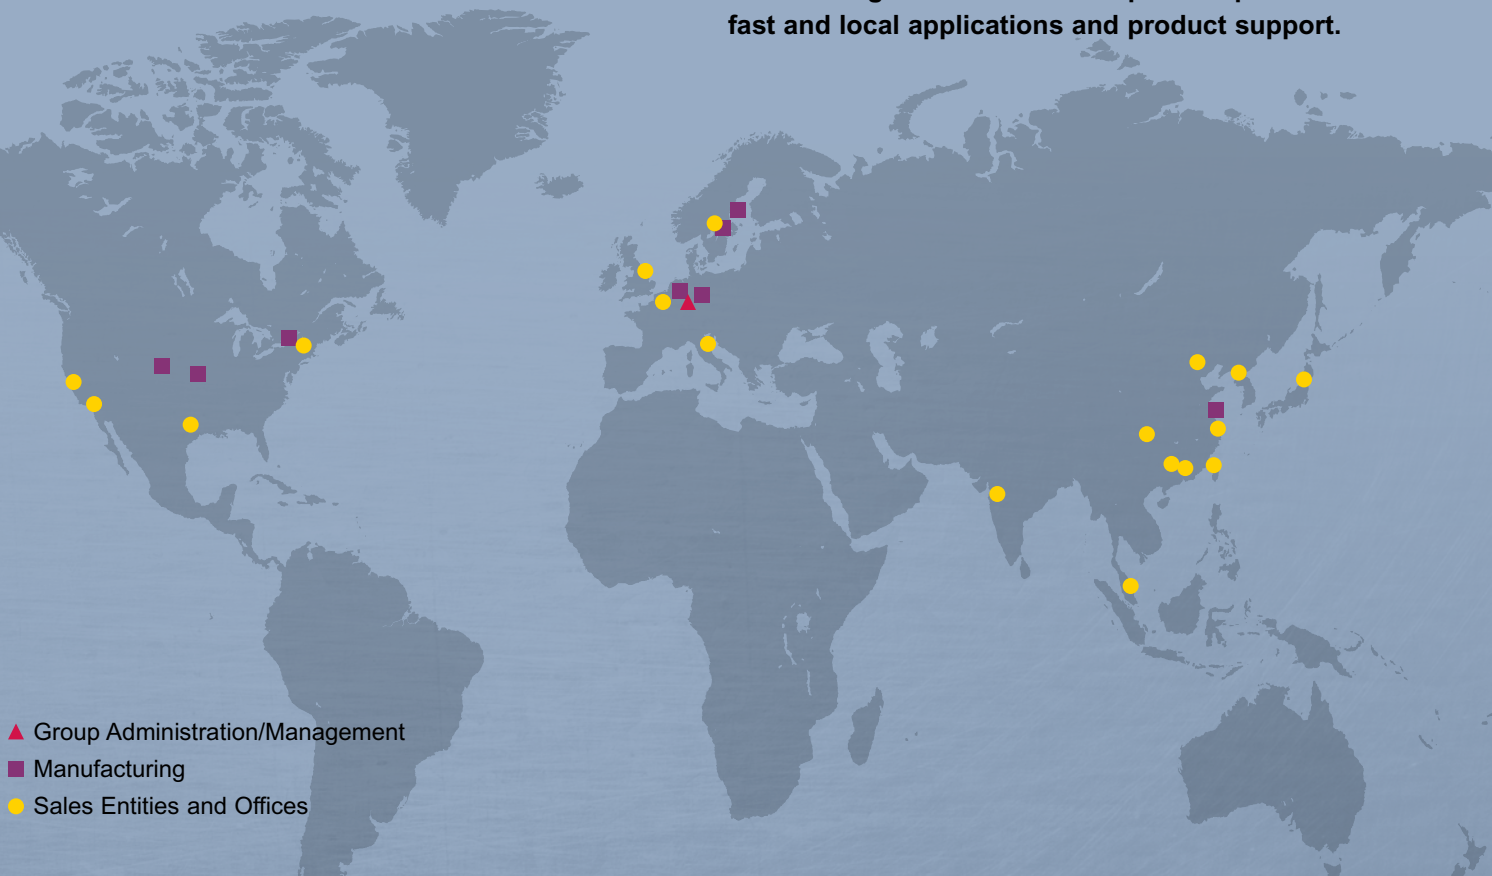 fast and local applications and product support.
Group Administration/Management
Manufacturing
Sales Entities and Offices